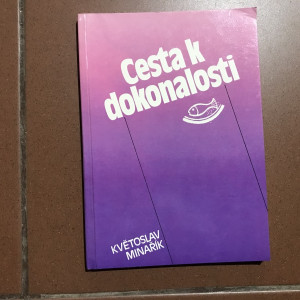 Cesta k
dokonalosti
KVĚTOSLAV
MINAŘÍK